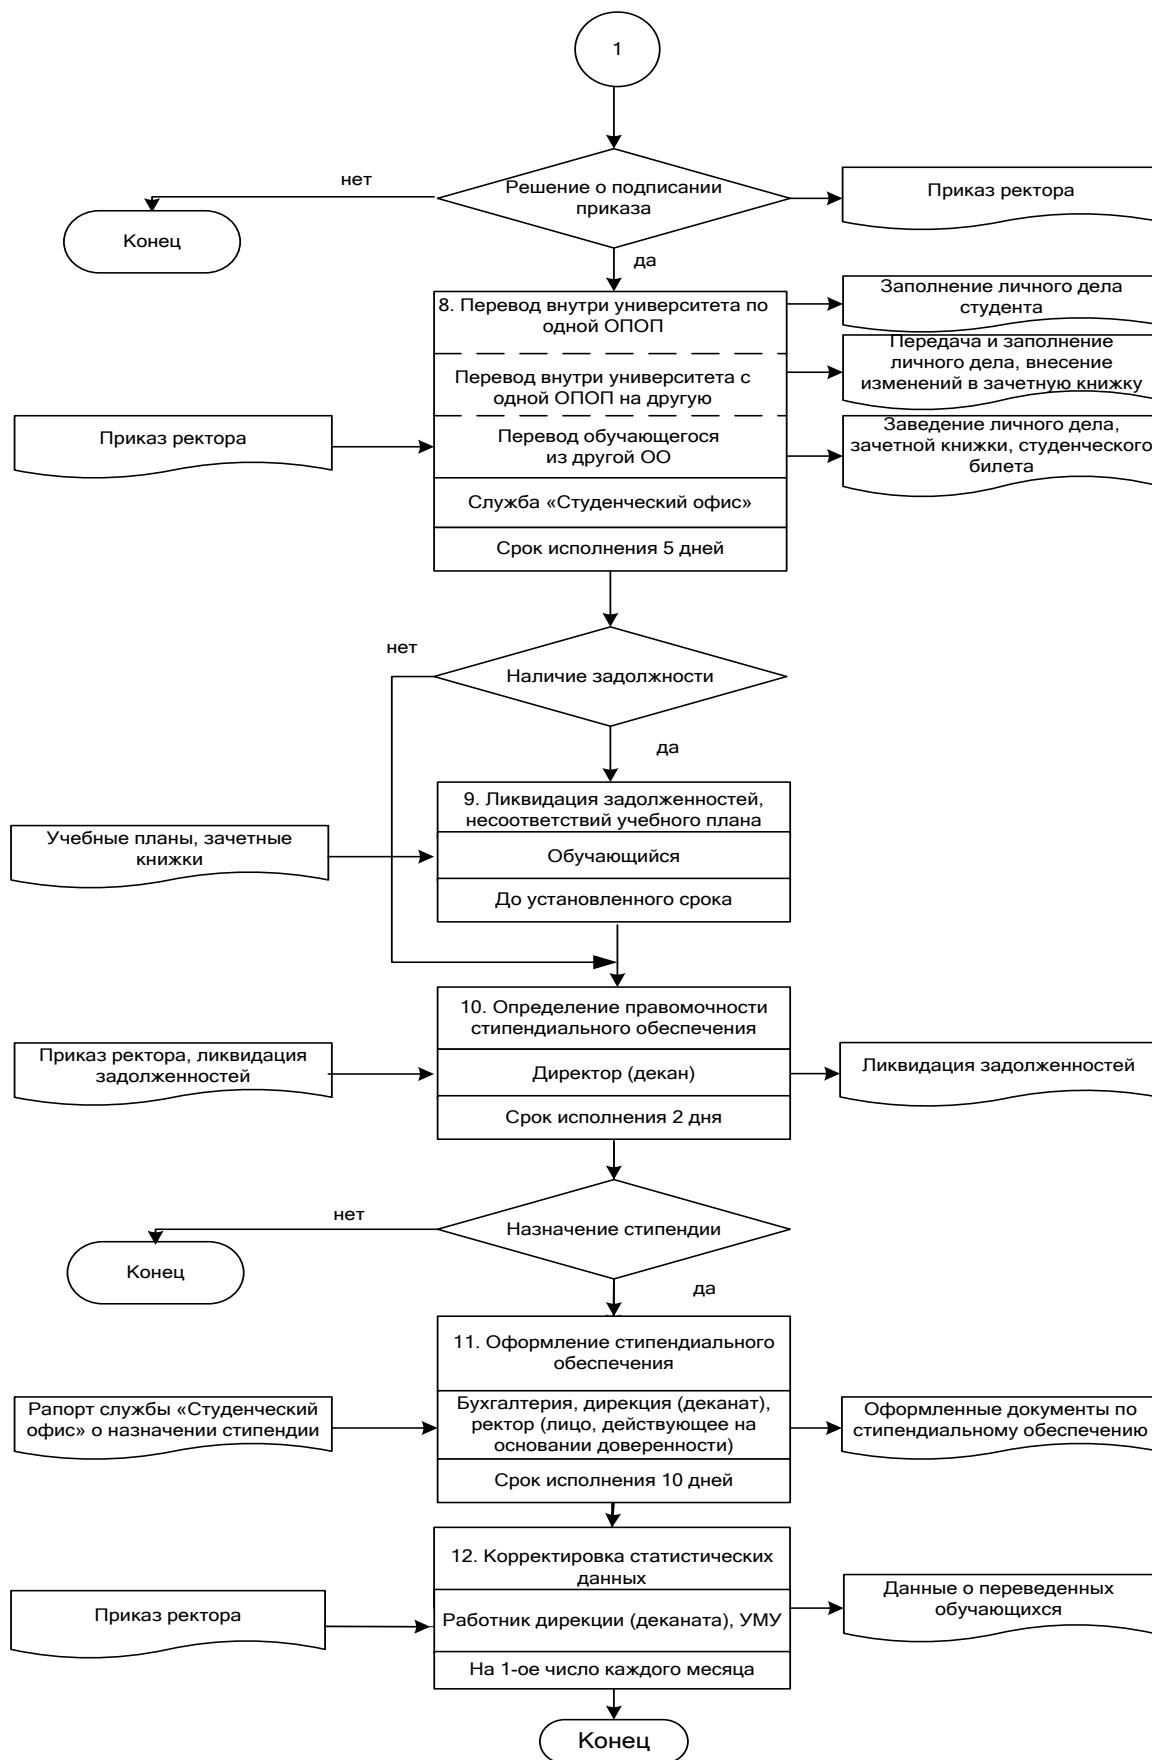 1
нет
Решение о подписании
приказа
Приказ ректора
Конец
да
8. Перевод внутри университета по
одной ОПОП
Заполнение личного дела
студента
Перевод внутри университета с
одной ОПОП на другую
Передача и заполнение
личного дела, внесение
изменений в зачетную книжку
Приказ ректора
Перевод обучающегося
из другой ОО
Заведение личного дела,
зачетной книжки, студенческого
билета
Служба «Студенческий офис»
Срок исполнения 5 дней
нет
Наличие задолжности
да
9. Ликвидация задолженностей,
несоответствий учебного плана
Учебные планы, зачетные
книжки
Обучающийся
До установленного срока
10. Определение правомочности
стипендиального обеспечения
Приказ ректора, ликвидация
задолженностей
Директор (декан)
Ликвидация задолженностей
Срок исполнения 2 дня
нет
Назначение стипендии
Конец
да
11. Оформление стипендиального
обеспечения
Рапорт службы «Студенческий
офис» о назначении стипендии
Бухгалтерия, дирекция (деканат),
ректор (лицо, действующее на
основании доверенности)
Оформленные документы по
стипендиальному обеспечению
Срок исполнения 10 дней
12. Корректировка статистических
данных
Приказ ректора
Работник дирекции (деканата), УМУ
Данные о переведенных
обучающихся
На 1-ое число каждого месяца
Конец